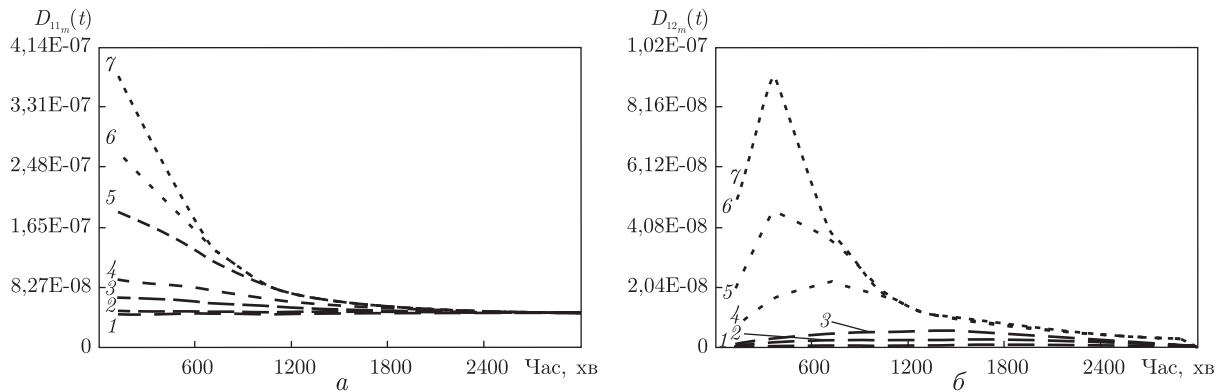 D₁₁ₘ(t)
4,14E-07
3,31E-07
2,48E-07
1,65E-07
8,27E-08
0
7
6
5
4
3
2
1
600 1200 1800 2400 Час, хв
а
D₁₂ₘ(t)
1,02E-07
8,16E-08
6,12E-08
4,08E-08
2,04E-08
0
7
6
5
4
3
1 2
600 1200 1800 2400 Час, хв
б